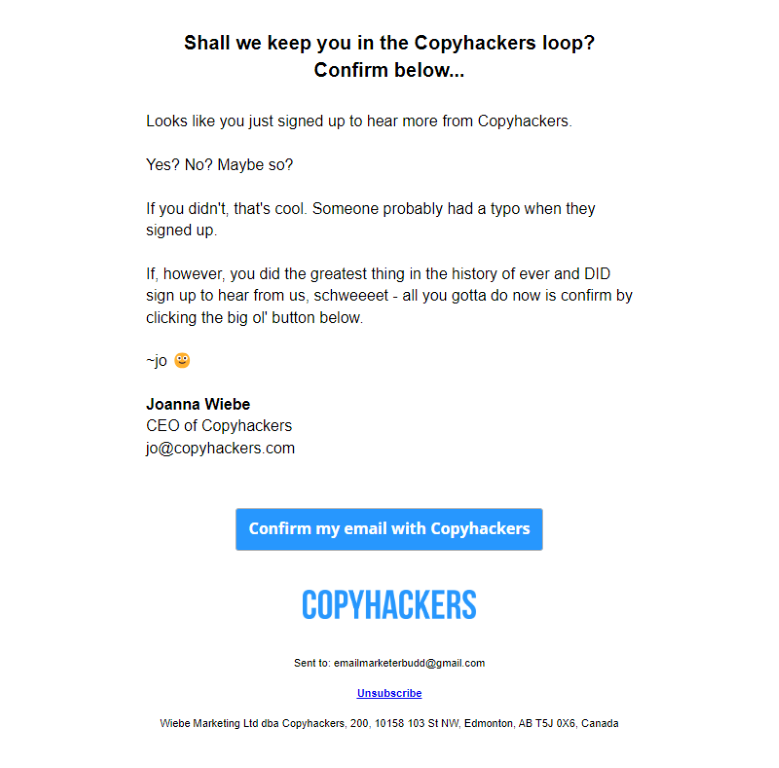 Shall we keep you in the Copyhackers loop?
Confirm below...
Looks like you just signed up to hear more from Copyhackers.
Yes? No? Maybe so?
If you didn't, that's cool. Someone probably had a typo when they
signed up.
If, however, you did the greatest thing in the history of ever and DID
sign up to hear from us, schweeeet - all you gotta do now is confirm by
clicking the big ol' button below.
~jo 🙂
Joanna Wiebe
CEO of Copyhackers
jo@copyhackers.com
Confirm my email with Copyhackers
COPYHACKERS
Sent to: emailmarketerbudd@gmail.com
Unsubscribe
Wiebe Marketing Ltd dba Copyhackers, 200, 10158 103 St NW, Edmonton, AB T5J 0X6, Canada